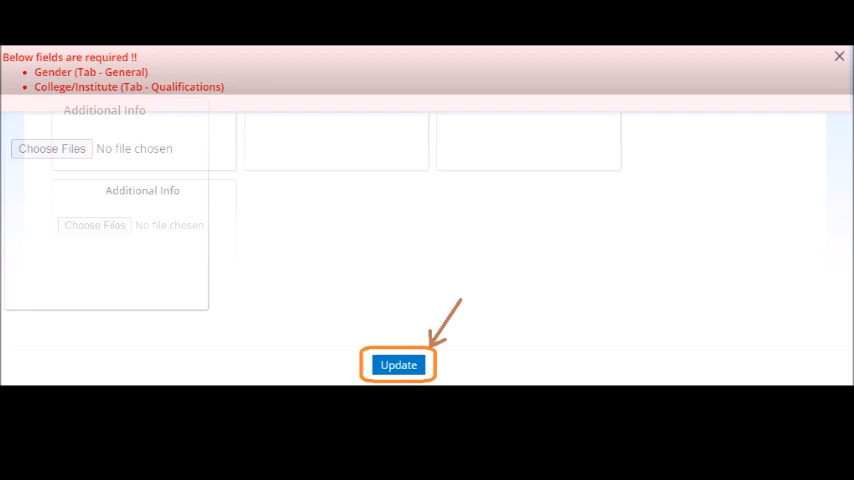 Below fields are required !!
Gender (Tab - General)
College/Institute (Tab - Qualifications)
Additional Info
Choose Files No file chosen
Additional Info
Choose Files No file chosen
Update